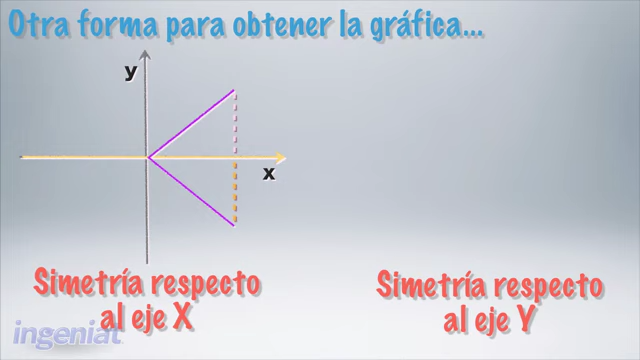 Otra forma para obtener la gráfica...
y
x
Simetría respecto
al eje X
Simetría respecto
al eje Y
ingeniat